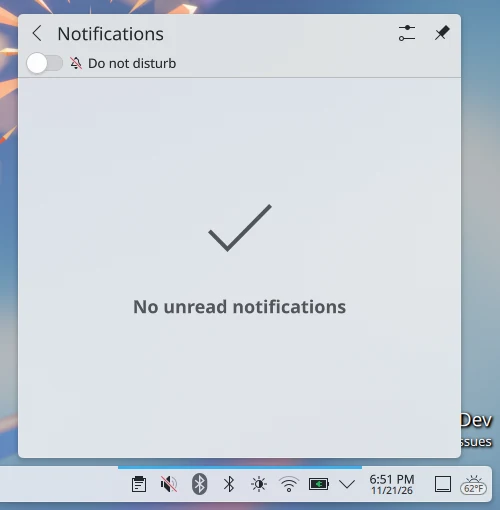 Notifications
Do not disturb
No unread notifications
Dev
ssues
6:51 PM
11/21/26
62°F